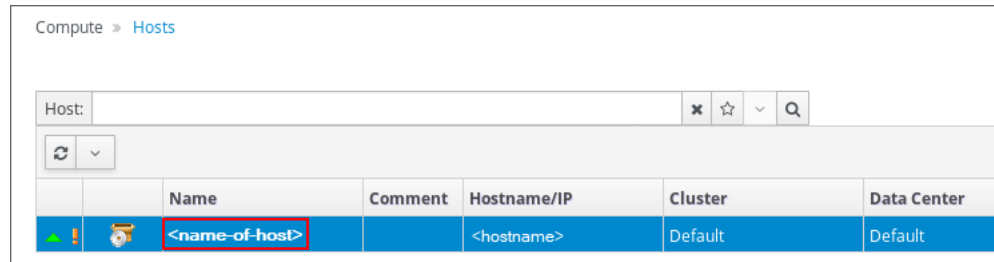 Compute » Hosts
Host:
Name Comment Hostname/IP Cluster Data Center
<name-of-host> <hostname> Default Default